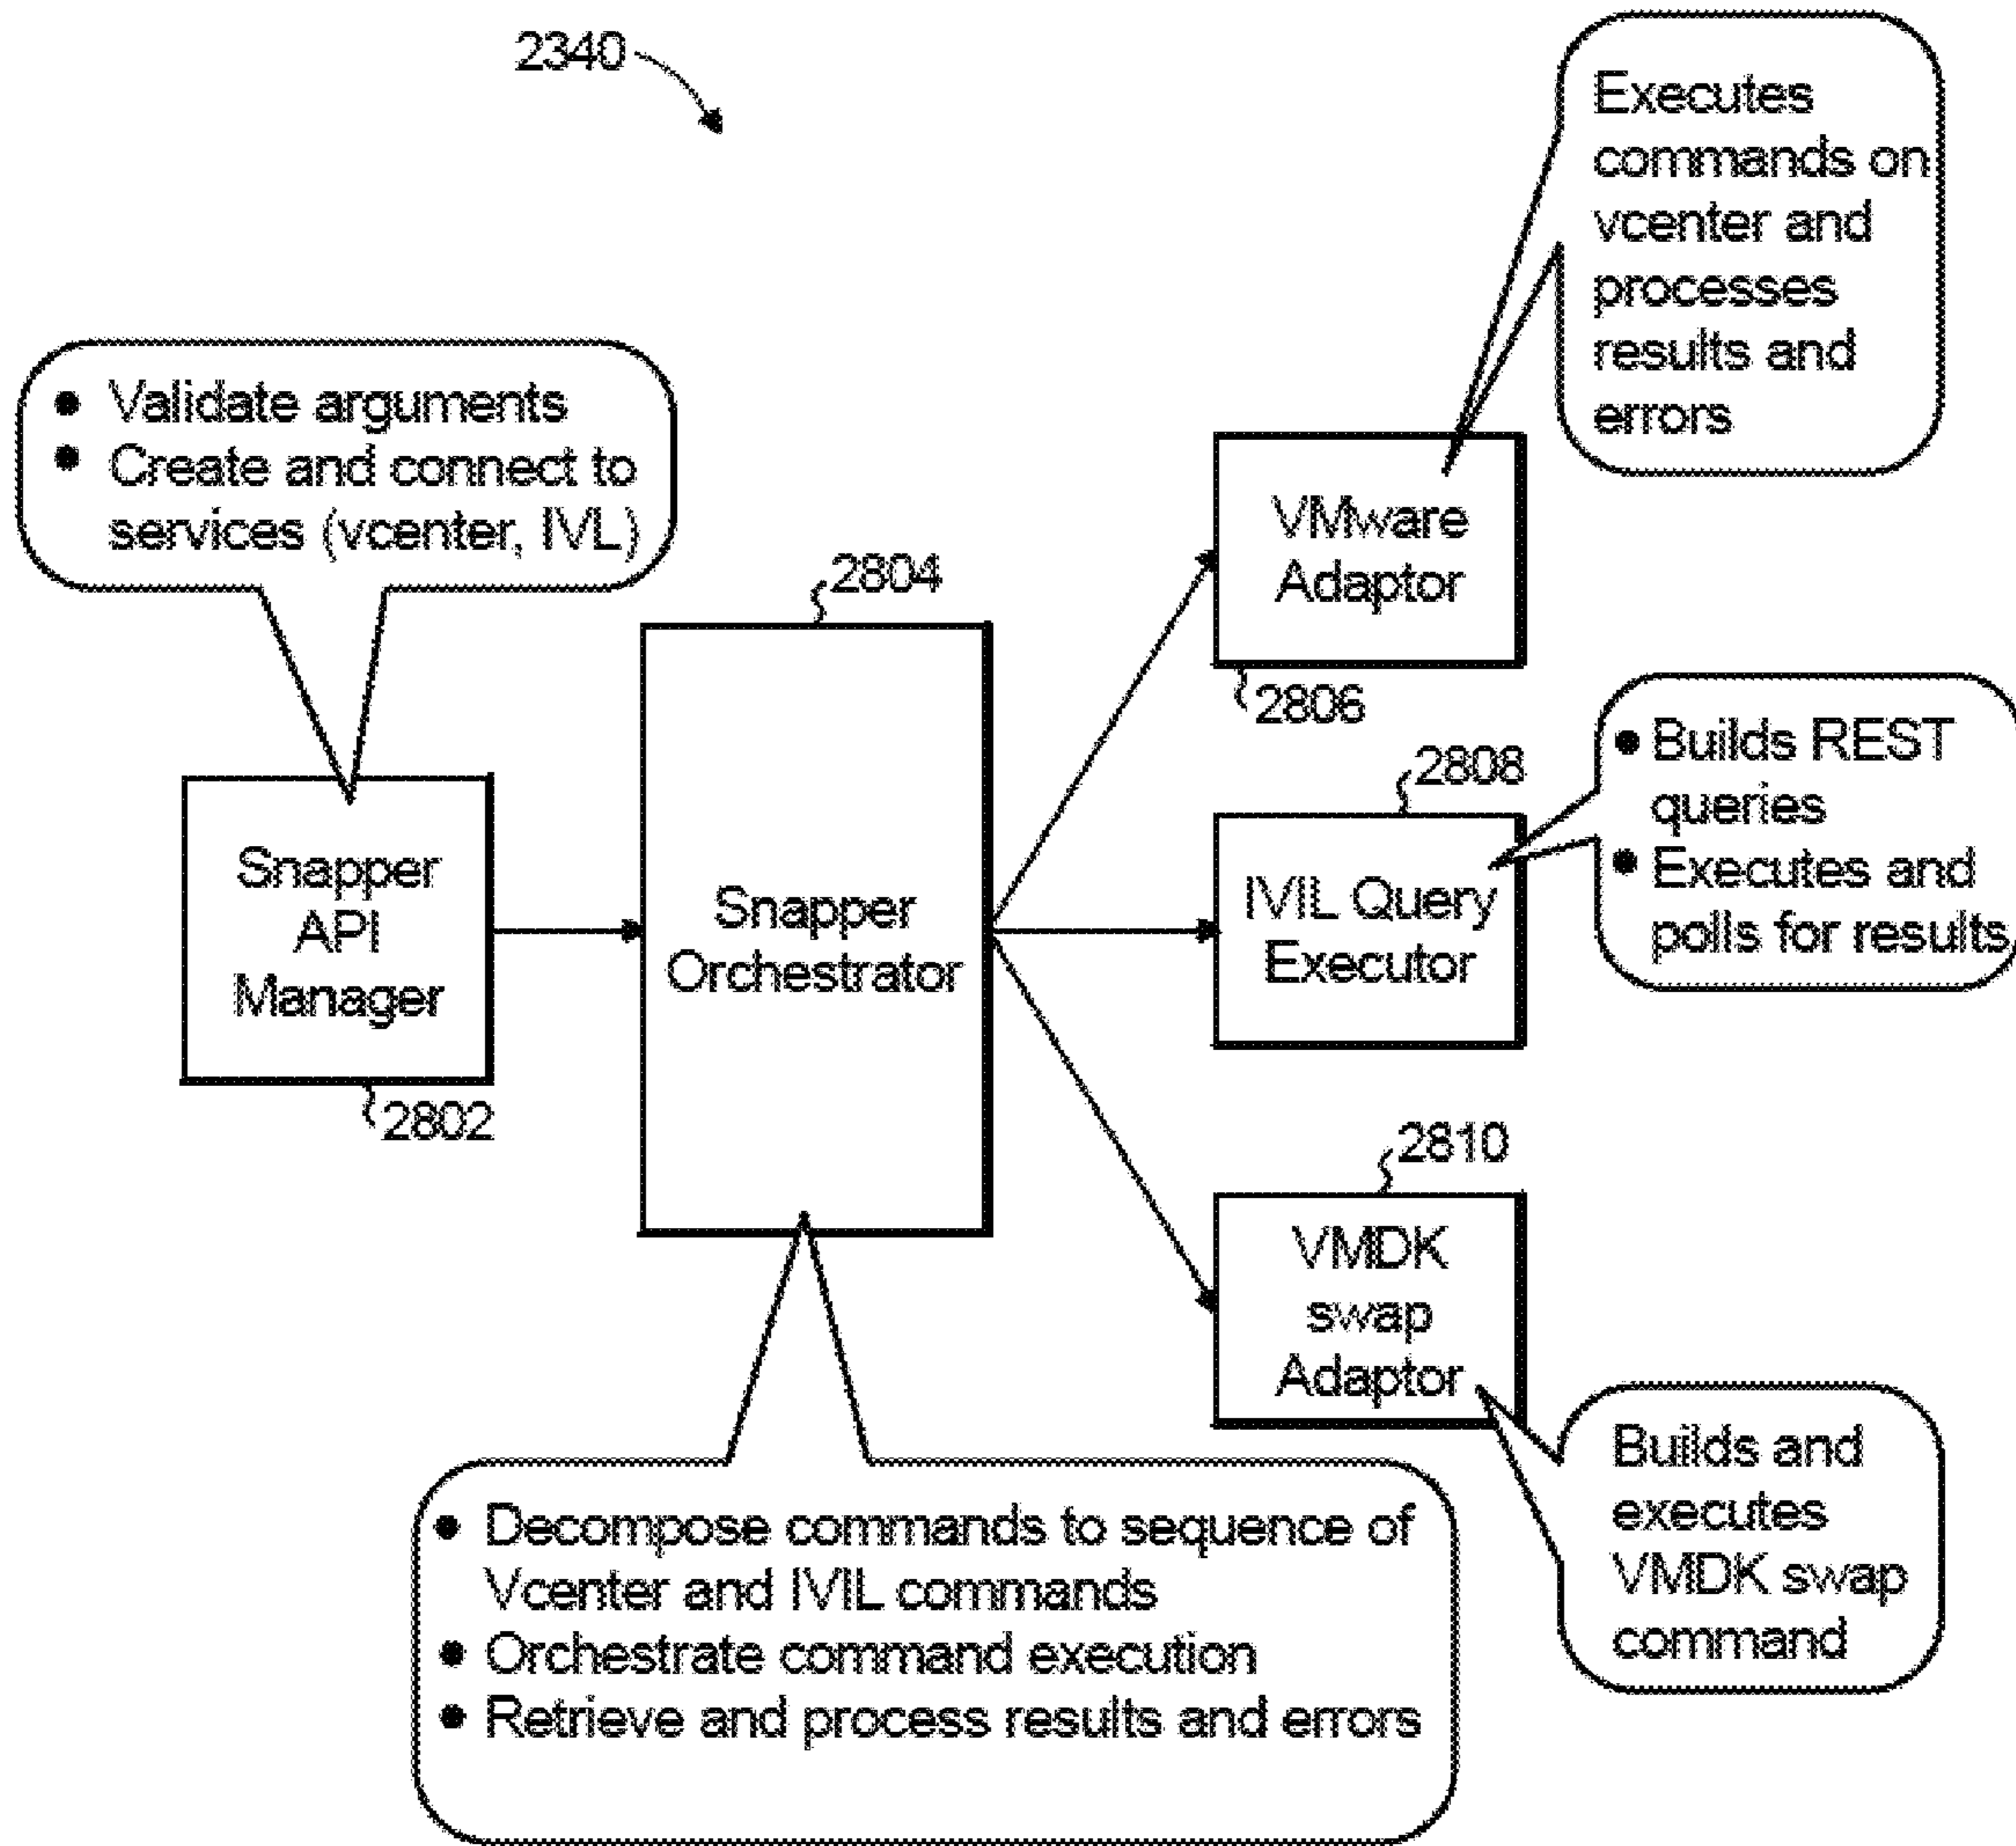 2340
Executes
commands on
vcenter and
processes
results and
errors
● Validate arguments
● Create and connect to
services (vcenter, IVL)
2804
VMware
Adaptor
2806
Snapper
API
Manager
2802
Snapper
Orchestrator
2808
IVIL Query
Executor
● Builds REST
queries
● Executes and
polls for results
2810
VMDK
swap
Adaptor
Builds and
executes
VMDK swap
command
● Decompose commands to sequence of
Vcenter and IVIL commands
● Orchestrate command execution
● Retrieve and process results and errors